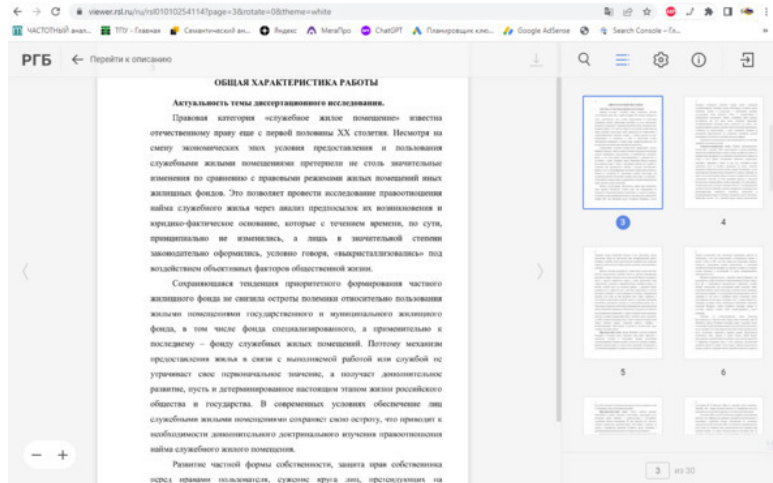 viewer.rsl.ru/ru/rsl01010254114?page=3&rotate=0&theme=white
ЧАСТОТНЫЙ анал... ТПУ - Главная Семантический ан... Яндекс МегаПро ChatGPT Планировщик клю... Google AdSense Search Console – Гл...
РГБ Перейти к описанию
ОБЩАЯ ХАРАКТЕРИСТИКА РАБОТЫ
Актуальность темы диссертационного исследования.
Правовая категория «служебное жилое помещение» известна
отечественному праву еще с первой половины XX столетия. Несмотря на
смену экономических эпох условия предоставления и пользования
служебными жилыми помещениями претерпели не столь значительные
изменения по сравнению с правовыми режимами жилых помещений иных
жилищных фондов. Это позволяет провести исследование правоотношения
найма служебного жилья через анализ предпосылок их возникновения и
юридико-фактическое основание, которые с течением времени, по сути,
принципиально не изменились, а лишь в значительной степени
законодательно оформились, условно говоря, «выкристаллизовались» под
воздействием объективных факторов общественной жизни.
Сохраняющаяся тенденция приоритетного формирования частного
жилищного фонда не снизила остроты полемики относительно пользования
жилыми помещениями государственного и муниципального жилищного
фонда, в том числе фонда специализированного, а применительно к
последнему – фонду служебных жилых помещений. Поэтому механизм
предоставления жилья в связи с выполняемой работой или службой не
утрачивает свое первоначальное значение, а получает дополнительное
развитие, пусть и детерминированное настоящим этапом жизни российского
общества и государства. В современных условиях обеспечение лиц
служебными жилыми помещениями сохраняет свою остроту, что приводит к
необходимости дополнительного доктринального изучения правоотношения
найма служебного жилого помещения.
Развитие частной формы собственности, защита прав собственника
перед правами пользователя, сужение круга лиц, претендующих на
3
4
5
6
3 из 30